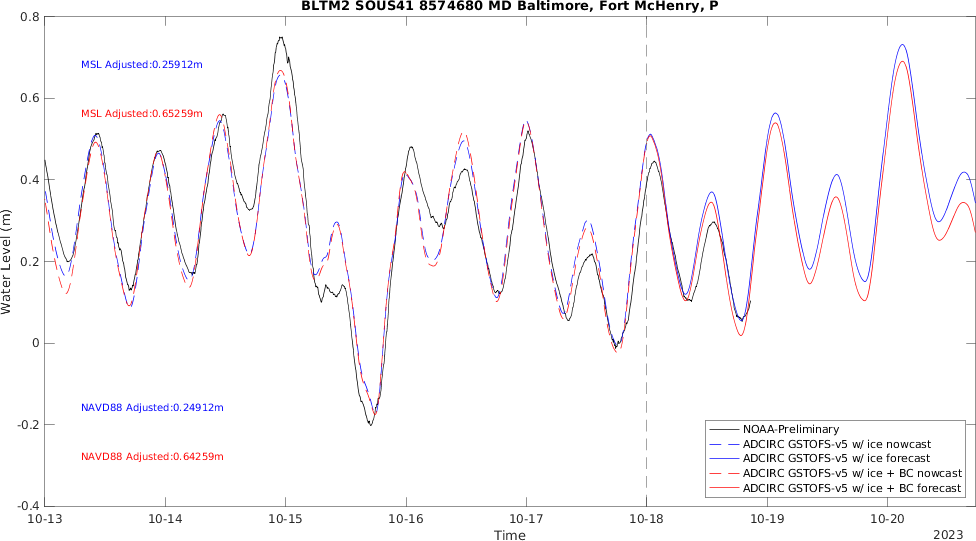 BLTM2 SOUS41 8574680 MD Baltimore, Fort McHenry, P
0.8
0.6
0.4
0.2
0
-0.2
-0.4
Water Level (m)
MSL Adjusted:0.25912m
MSL Adjusted:0.65259m
NAVD88 Adjusted:0.24912m
NAVD88 Adjusted:0.64259m
NOAA-Preliminary
ADCIRC GSTOFS-v5 w/ ice nowcast
ADCIRC GSTOFS-v5 w/ ice forecast
ADCIRC GSTOFS-v5 w/ ice + BC nowcast
ADCIRC GSTOFS-v5 w/ ice + BC forecast
10-13 10-14 10-15 10-16 10-17 10-18 10-19 10-20
Time
2023